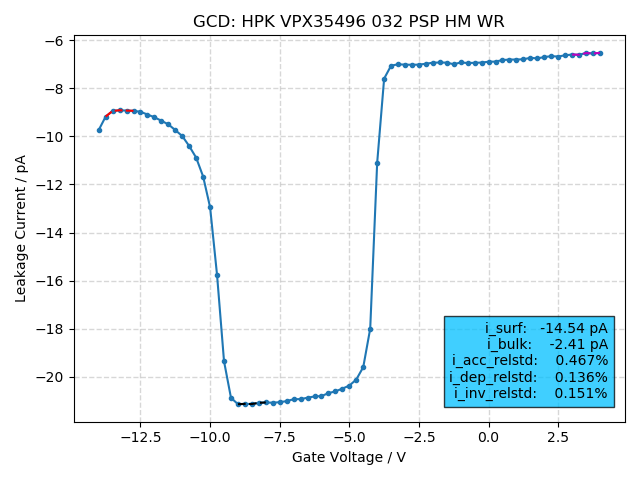 GCD: HPK VPX35496 032 PSP HM WR
−6
−8
−10
−12
−14
−16
−18
−20
Leakage Current / pA
i_surf: -14.54 pA
i_bulk: -2.41 pA
i_acc_relstd: 0.467%
i_dep_relstd: 0.136%
i_inv_relstd: 0.151%
−12.5 −10.0 −7.5 −5.0 −2.5 0.0 2.5
Gate Voltage / V